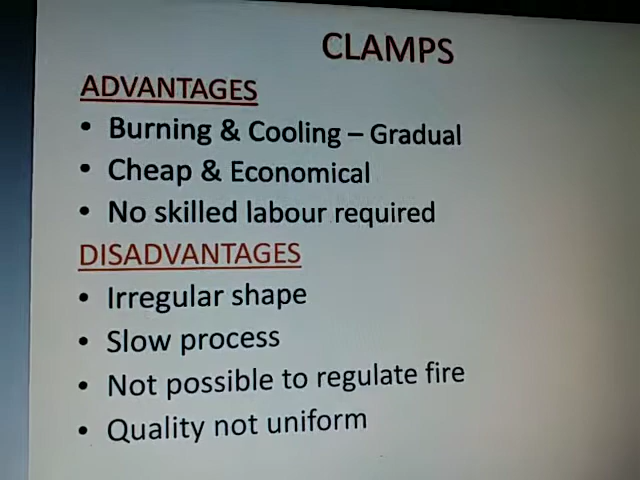 CLAMPS
ADVANTAGES
• Burning & Cooling – Gradual
• Cheap & Economical
• No skilled labour required
DISADVANTAGES
• Irregular shape
• Slow process
• Not possible to regulate fire
• Quality not uniform